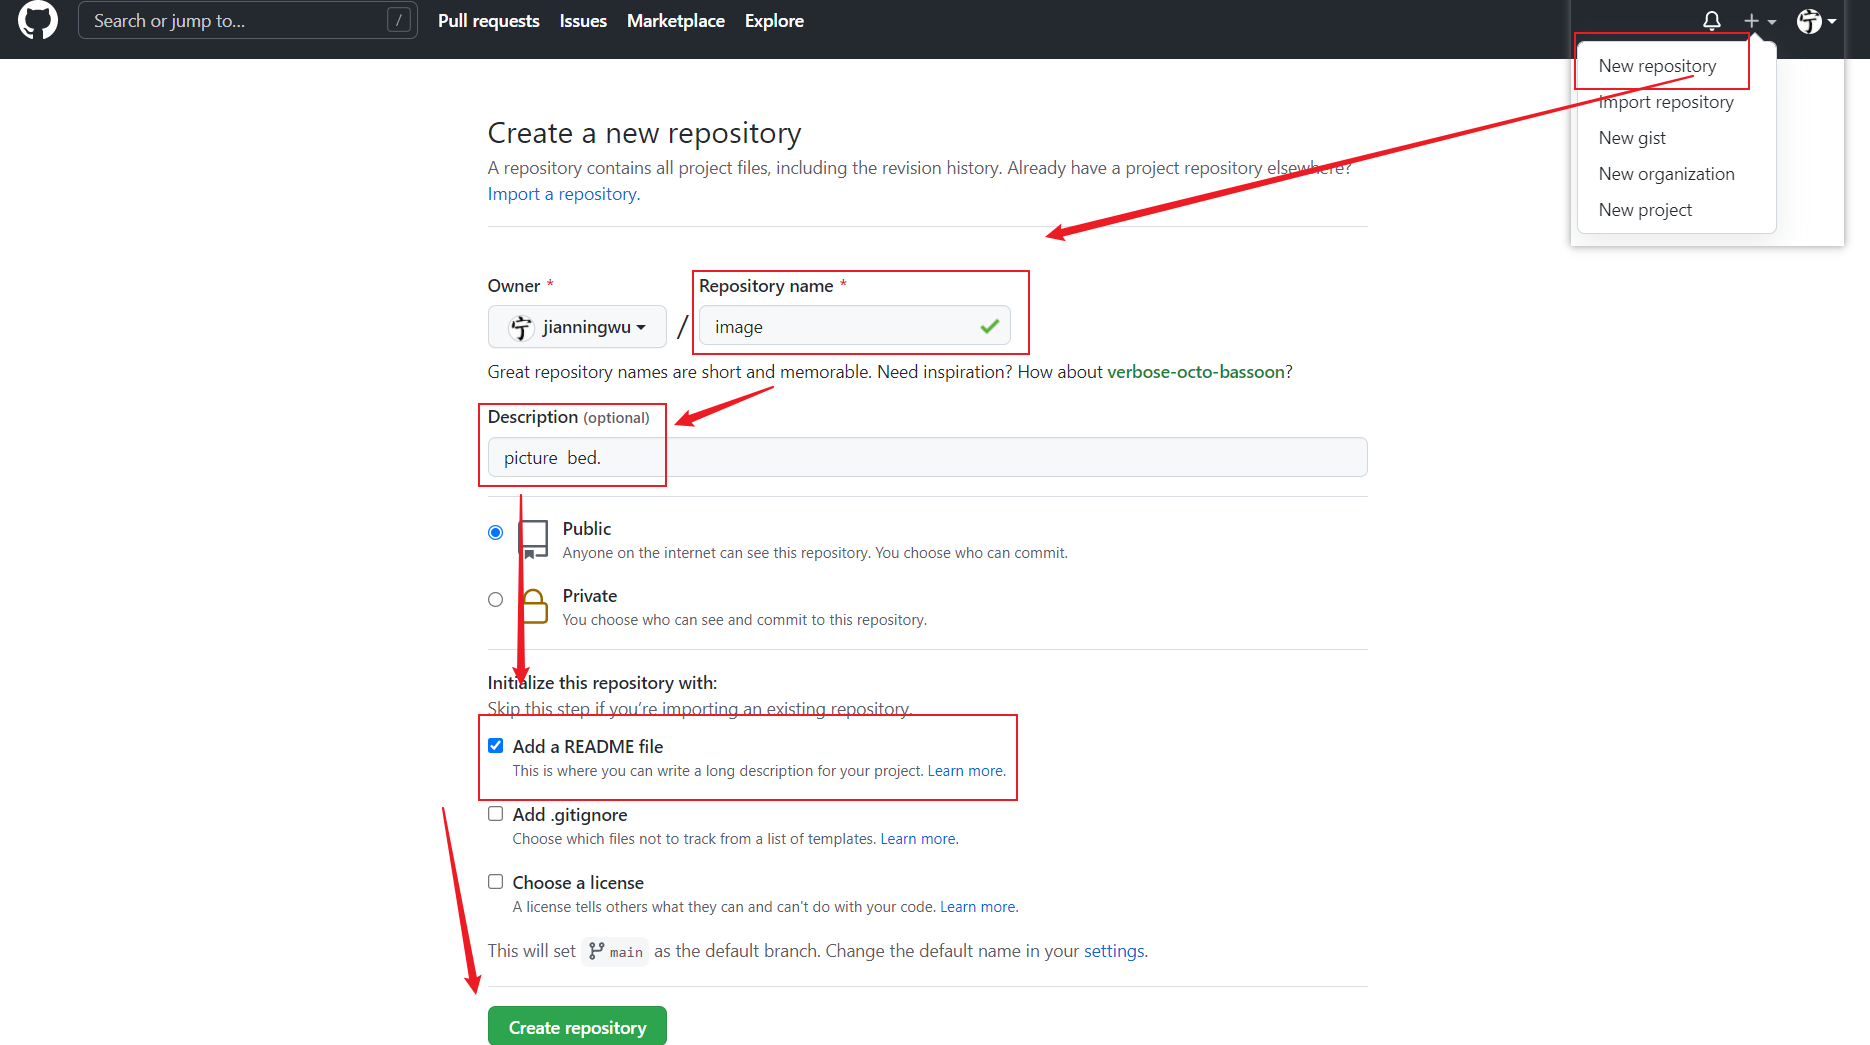 Search or jump to... /
Pull requests Issues Marketplace Explore
New repository
Import repository
New gist
New organization
New project
Create a new repository
A repository contains all project files, including the revision history. Already have a project repository elsewhere?
Import a repository.
Owner *
Repository name *
宁 jianningwu / image
Great repository names are short and memorable. Need inspiration? How about verbose-octo-bassoon?
Description (optional)
picture  bed.
Public
Anyone on the internet can see this repository. You choose who can commit.
Private
You choose who can see and commit to this repository.
Initialize this repository with:
Skip this step if you’re importing an existing repository.
Add a README file
This is where you can write a long description for your project. Learn more.
Add .gitignore
Choose which files not to track from a list of templates. Learn more.
Choose a license
A license tells others what they can and can't do with your code. Learn more.
This will set main as the default branch. Change the default name in your settings.
Create repository